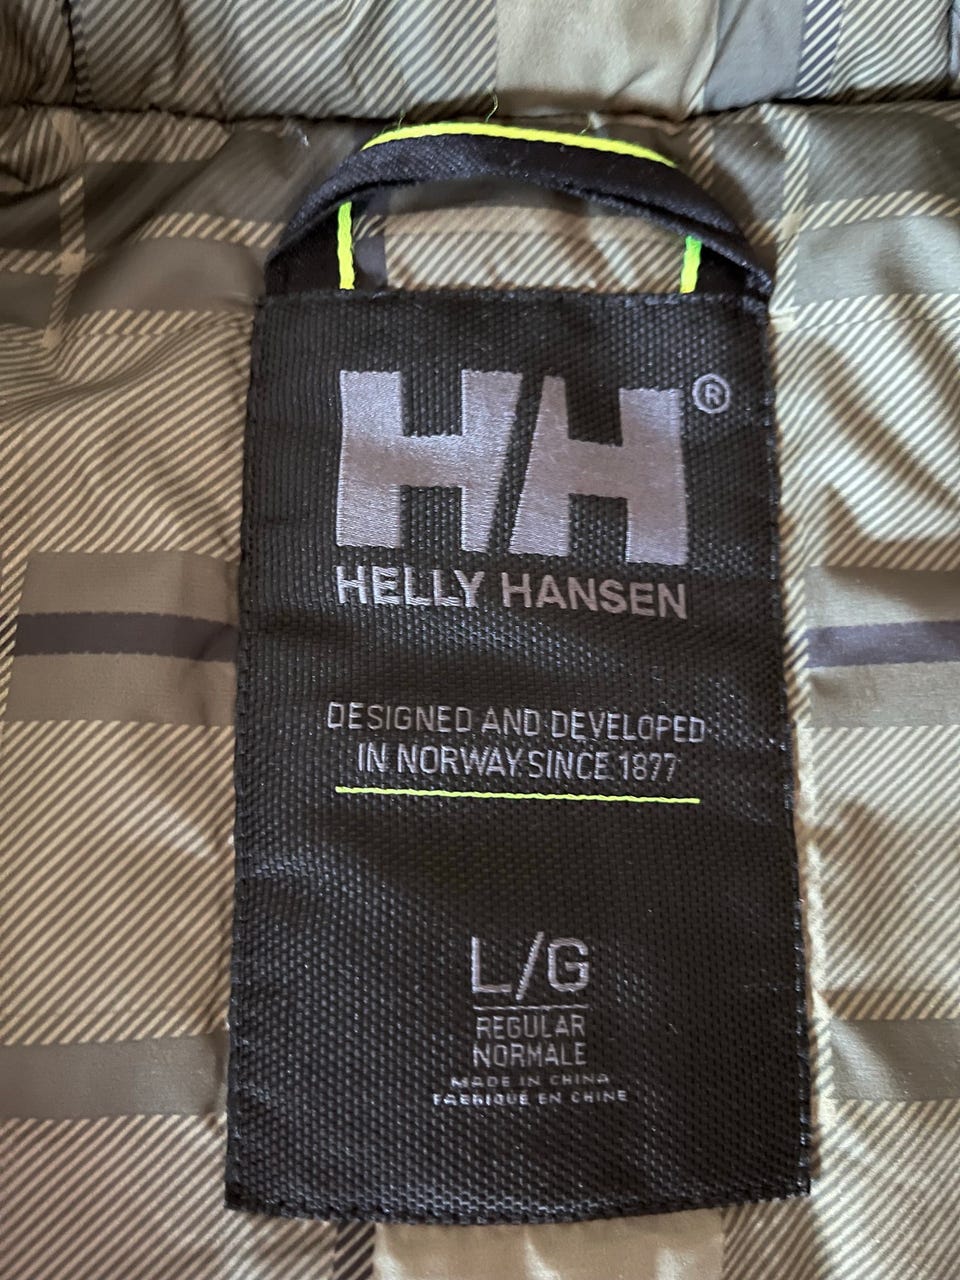 HH®
HELLY HANSEN
DESIGNED AND DEVELOPED
IN NORWAY SINCE 1877
L/G
REGULAR
NORMALE
MADE IN CHINA
FABRIQUÉ EN CHINE